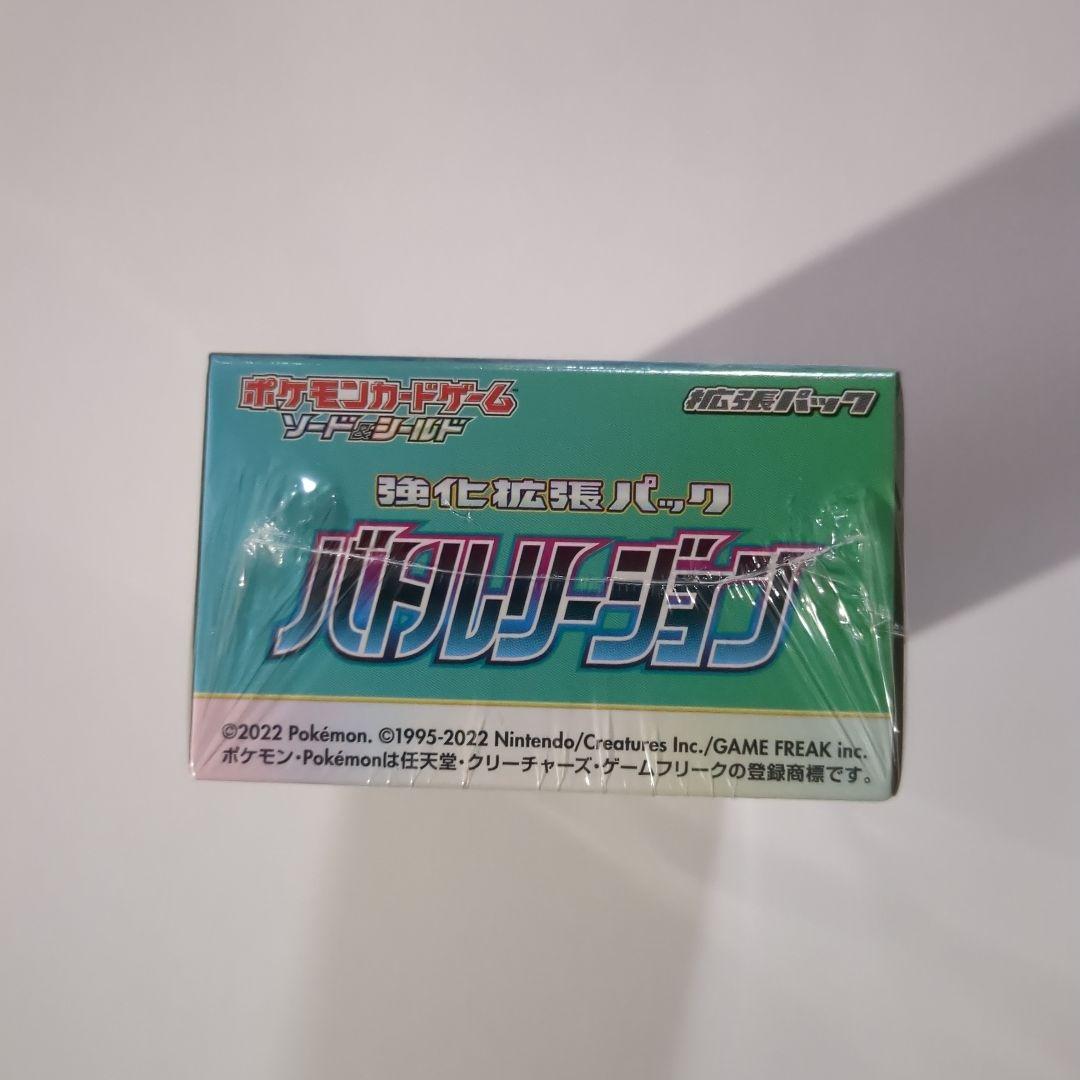 ポケモンカードゲーム
ソード&シールド
拡張パック
強化拡張パック
バトルリージョン
©2022 Pokémon. ©1995-2022 Nintendo/Creatures Inc./GAME FREAK inc.
ポケモン・Pokémonは任天堂・クリーチャーズ・ゲームフリークの登録商標です。